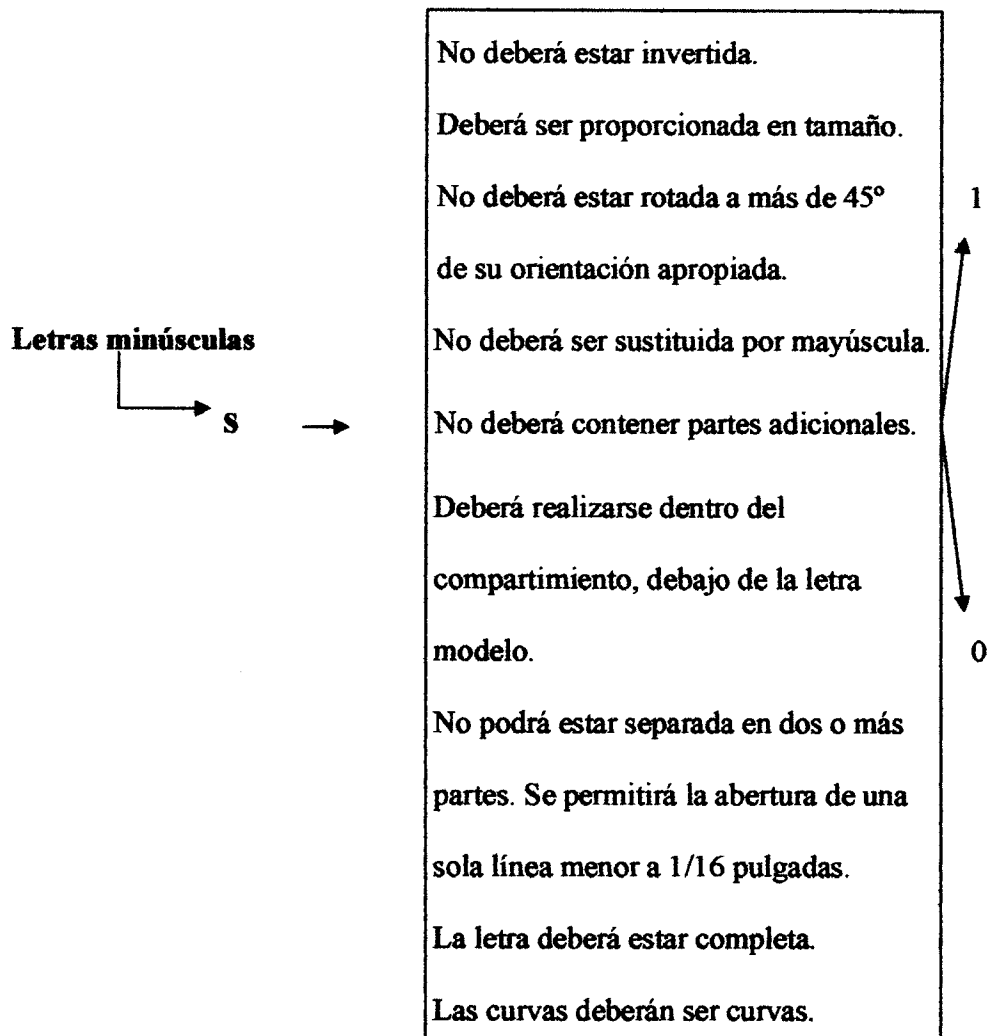 No deberá estar invertida.
Deberá ser proporcionada en tamaño.
No deberá estar rotada a más de 45º
1
de su orientación apropiada.
Letras minúsculas
No deberá ser sustituida por mayúscula.
s
No deberá contener partes adicionales.
Deberá realizarse dentro del
compartimiento, debajo de la letra
modelo.
0
No podrá estar separada en dos o más
partes. Se permitirá la abertura de una
sola línea menor a 1/16 pulgadas.
La letra deberá estar completa.
Las curvas deberán ser curvas.